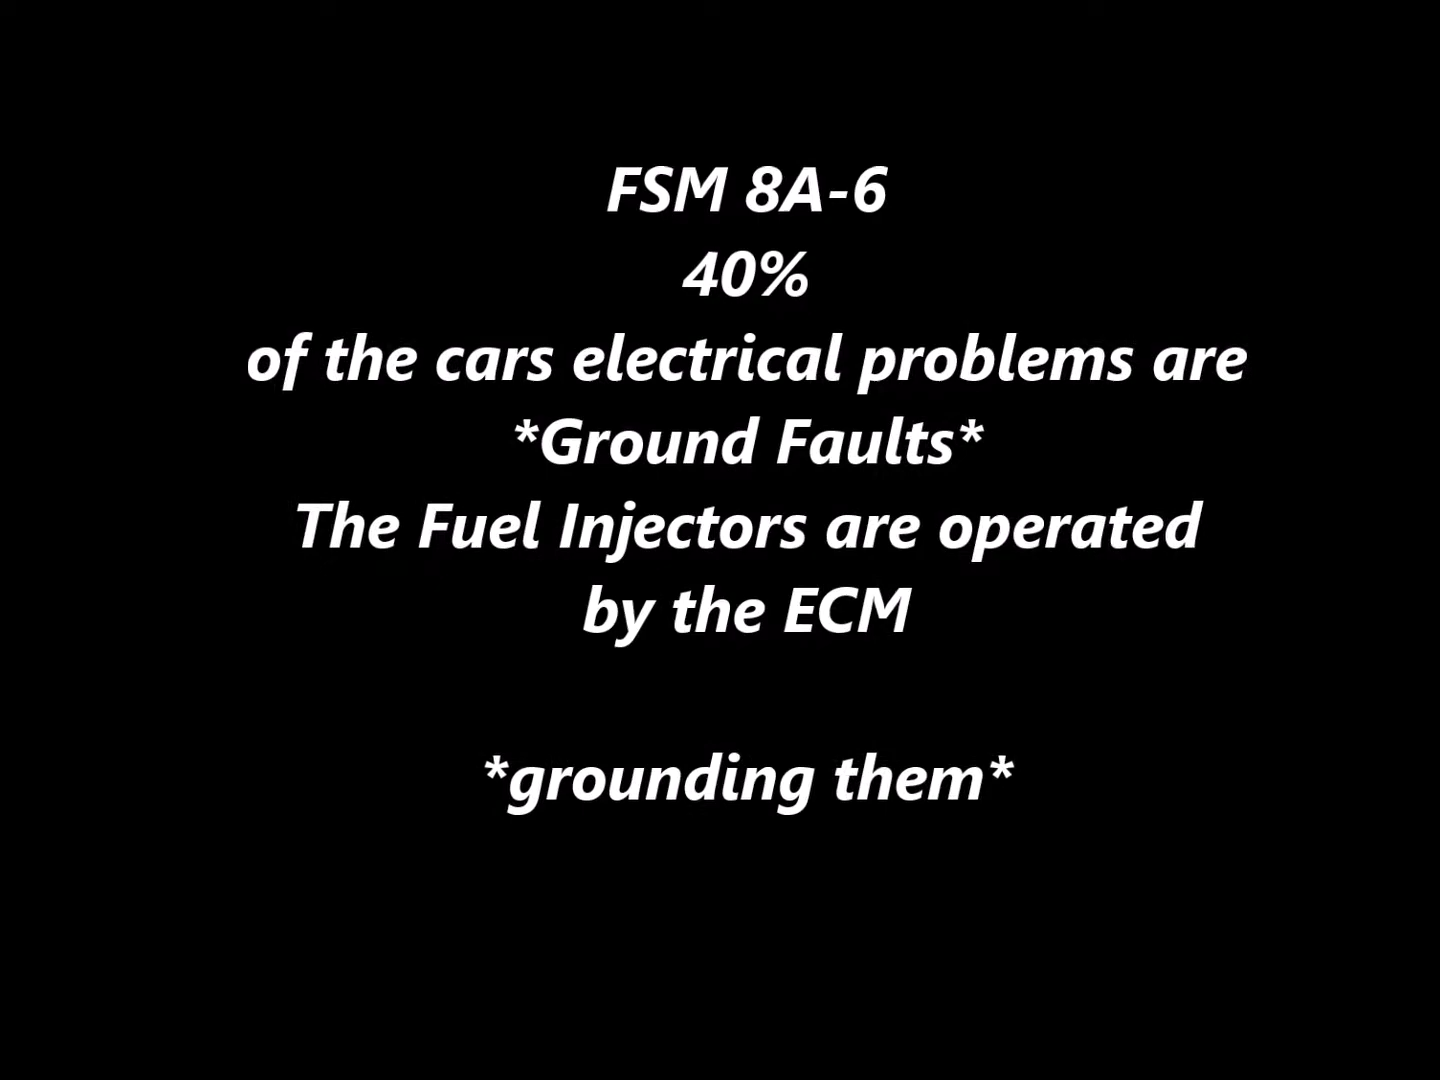 FSM 8A-6
40%
of the cars electrical problems are
*Ground Faults*
The Fuel Injectors are operated
by the ECM
*grounding them*